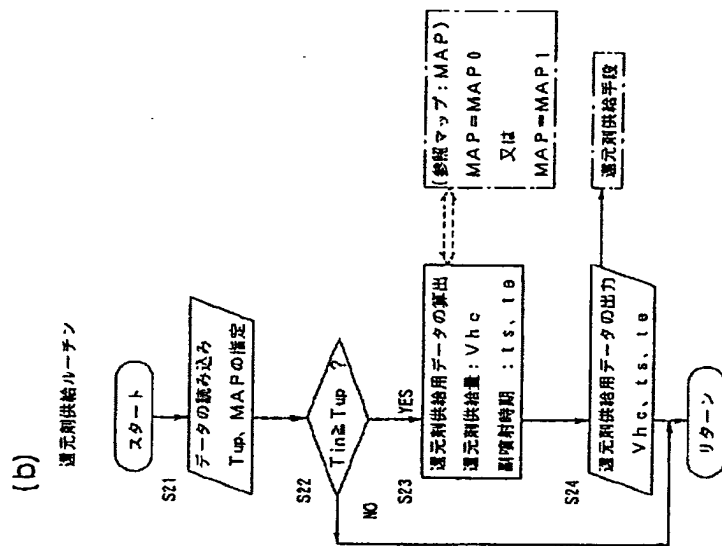 (b)
還元剤供給ルーチン
スタート
S21
データの読み込み
Tup、MAPの指定
S22
Tin≧Tup ?
NO
YES
S23
還元剤供給用データの算出
還元剤供給量:Vhc
副噴射時期 :ts、te
(参照マップ:MAP)
MAP=MAP0
又は
MAP=MAP1
S24
還元剤供給用データの出力
Vhc、ts、te
還元剤供給手段
リターン